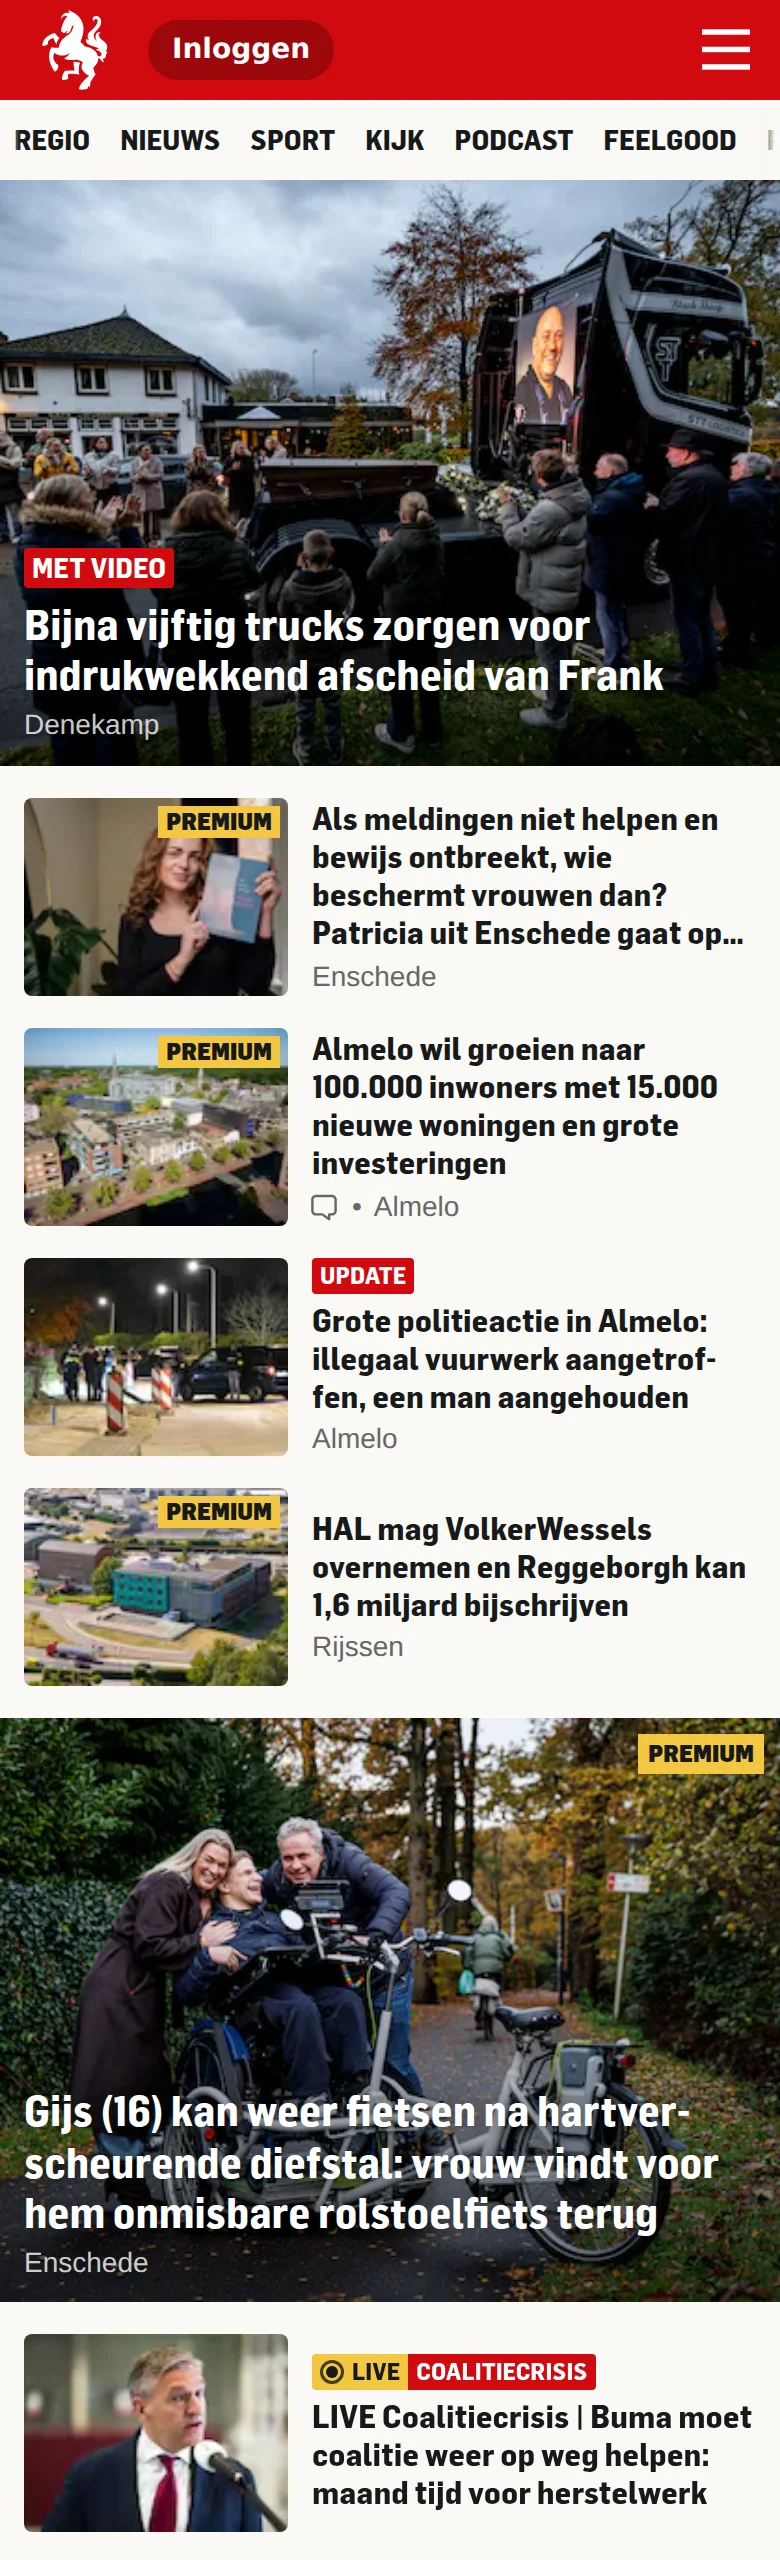 Inloggen
REGIO NIEUWS SPORT KIJK PODCAST FEELGOOD
STT LOGISTICS
MET VIDEO
Bijna vijftig trucks zorgen voor
indrukwekkend afscheid van Frank
Denekamp
PREMIUM
Als meldingen niet helpen en
bewijs ontbreekt, wie
beschermt vrouwen dan?
Patricia uit Enschede gaat op...
Enschede
PREMIUM
Almelo wil groeien naar
100.000 inwoners met 15.000
nieuwe woningen en grote
investeringen
• Almelo
UPDATE
Grote politieactie in Almelo:
illegaal vuurwerk aangetrof-
fen, een man aangehouden
Almelo
PREMIUM
HAL mag VolkerWessels
overnemen en Reggeborgh kan
1,6 miljard bijschrijven
Rijssen
PREMIUM
Gijs (16) kan weer fietsen na hartver-
scheurende diefstal: vrouw vindt voor
hem onmisbare rolstoelfiets terug
Enschede
LIVE COALITIECRISIS
LIVE Coalitiecrisis | Buma moet
coalitie weer op weg helpen:
maand tijd voor herstelwerk